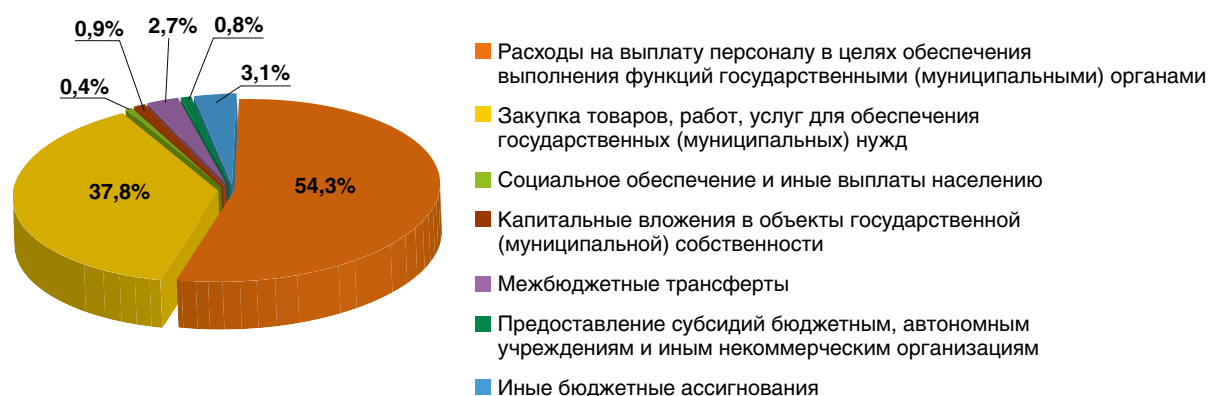 0,9%
2,7%
0,8%
0,4%
3,1%
37,8%
54,3%
Расходы на выплату персоналу в целях обеспечения
выполнения функций государственными (муниципальными) органами
Закупка товаров, работ, услуг для обеспечения
государственных (муниципальных) нужд
Социальное обеспечение и иные выплаты населению
Капитальные вложения в объекты государственной
(муниципальной) собственности
Межбюджетные трансферты
Предоставление субсидий бюджетным, автономным
учреждениям и иным некоммерческим организациям
Иные бюджетные ассигнования